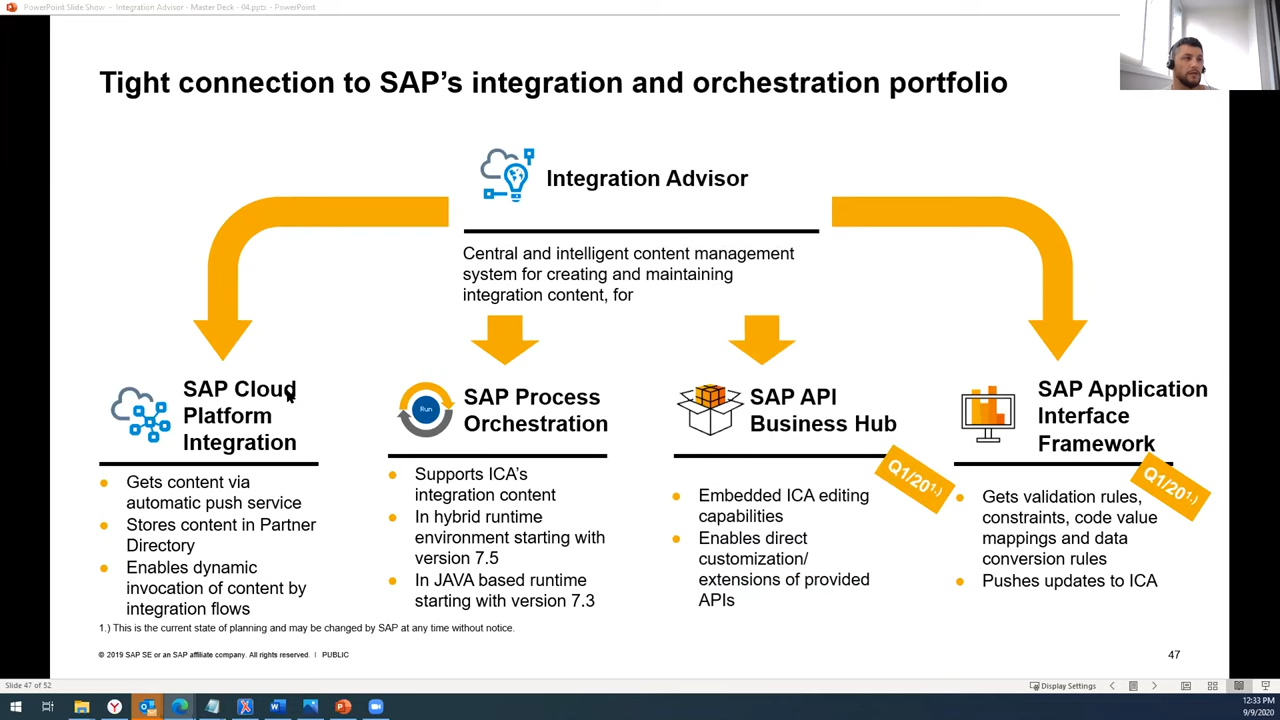 PowerPoint Slide Show - Integration Advisor - Master Deck - 04.pptx - PowerPoint
Tight connection to SAP’s integration and orchestration portfolio
Integration Advisor
Central and intelligent content management
system for creating and maintaining
integration content, for
SAP Cloud
Platform
Integration
Gets content via
automatic push service
Stores content in Partner
Directory
Enables dynamic
invocation of content by
integration flows
Run
SAP Process
Orchestration
Supports ICA’s
integration content
In hybrid runtime
environment starting with
version 7.5
In JAVA based runtime
starting with version 7.3
SAP API
Business Hub
Q1/20¹·⁾
Embedded ICA editing
capabilities
Enables direct
customization/
extensions of provided
APIs
SAP Application
Interface
Framework
Q1/20¹·⁾
Gets validation rules,
constraints, code value
mappings and data
conversion rules
Pushes updates to ICA
1.) This is the current state of planning and may be changed by SAP at any time without notice.
© 2019 SAP SE or an SAP affiliate company. All rights reserved. ǀ PUBLIC
47
Slide 47 of 52
Display Settings
12:33 PM
9/9/2020